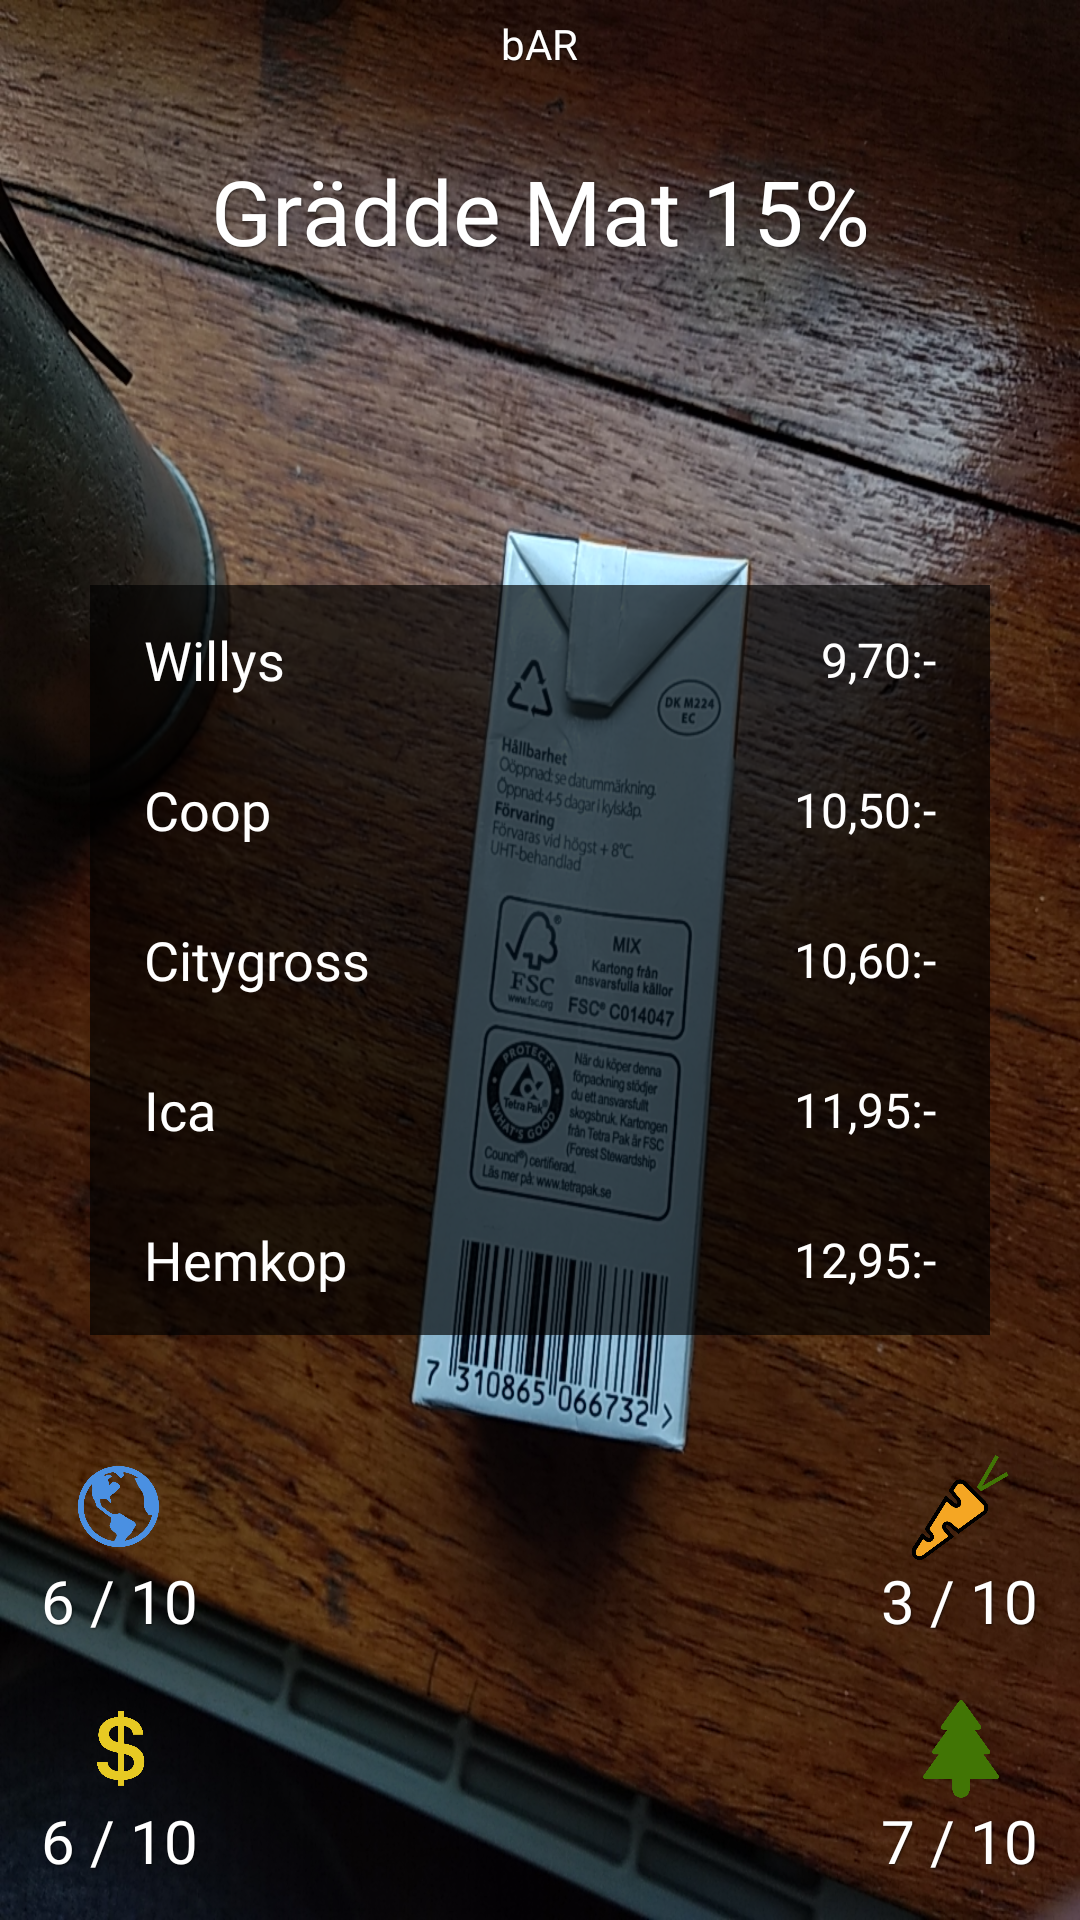 bAR
Grädde Mat 15%
Willys 9,70:-
Coop 10,50:-
Citygross 10,60:-
Ica 11,95:-
Hemkop 12,95:-
DK M224
EC
Hållbarhet
Oöppnad: se datummärkning.
Öppnad: 4-5 dagar i kylskåp.
Förvaring
Förvaras vid högst + 8°C.
UHT-behandlad
FSC®
www.fsc.org
MIX
Kartong från
ansvarsfulla källor
FSC® C014047
PROTECTS
Tetra Pak®
WHAT'S GOOD
När du köper denna
förpackning stödjer
du ett ansvarsfullt
skogsbruk. Kartongen
från Tetra Pak är FSC
(Forest Stewardship
Council®) certifierad.
Läs mer på: www.tetrapak.se
7 310865 066732 >
6 / 10
3 / 10
$
6 / 10
7 / 10